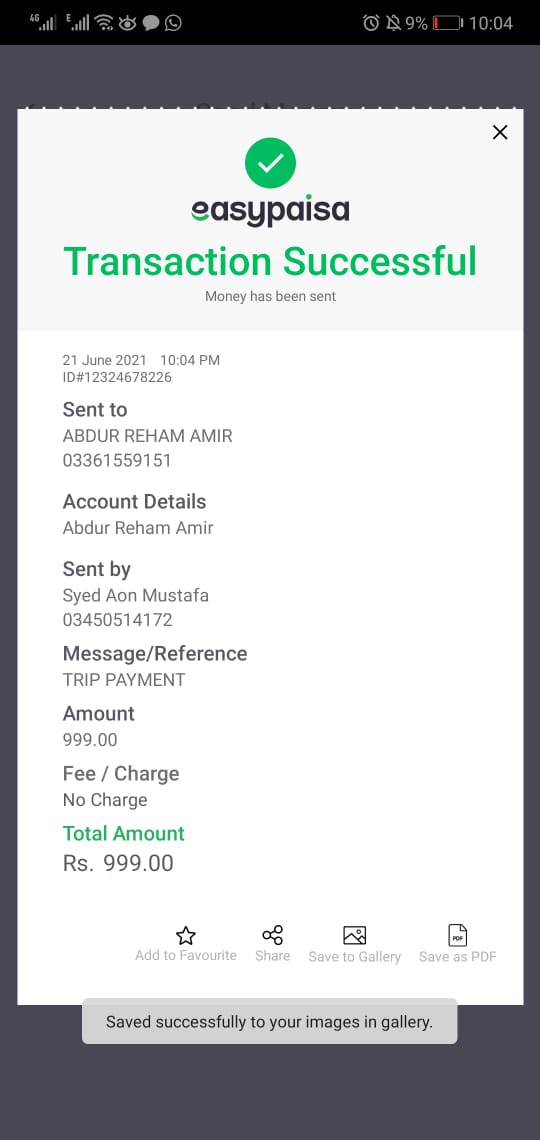 4G E 9% 10:04
easypaisa
Transaction Successful
Money has been sent
21 June 2021 10:04 PM
ID#12324678226
Sent to
ABDUR REHAM AMIR
03361559151
Account Details
Abdur Reham Amir
Sent by
Syed Aon Mustafa
03450514172
Message/Reference
TRIP PAYMENT
Amount
999.00
Fee / Charge
No Charge
Total Amount
Rs. 999.00
PDF
Add to Favourite Share Save to Gallery Save as PDF
Saved successfully to your images in gallery.